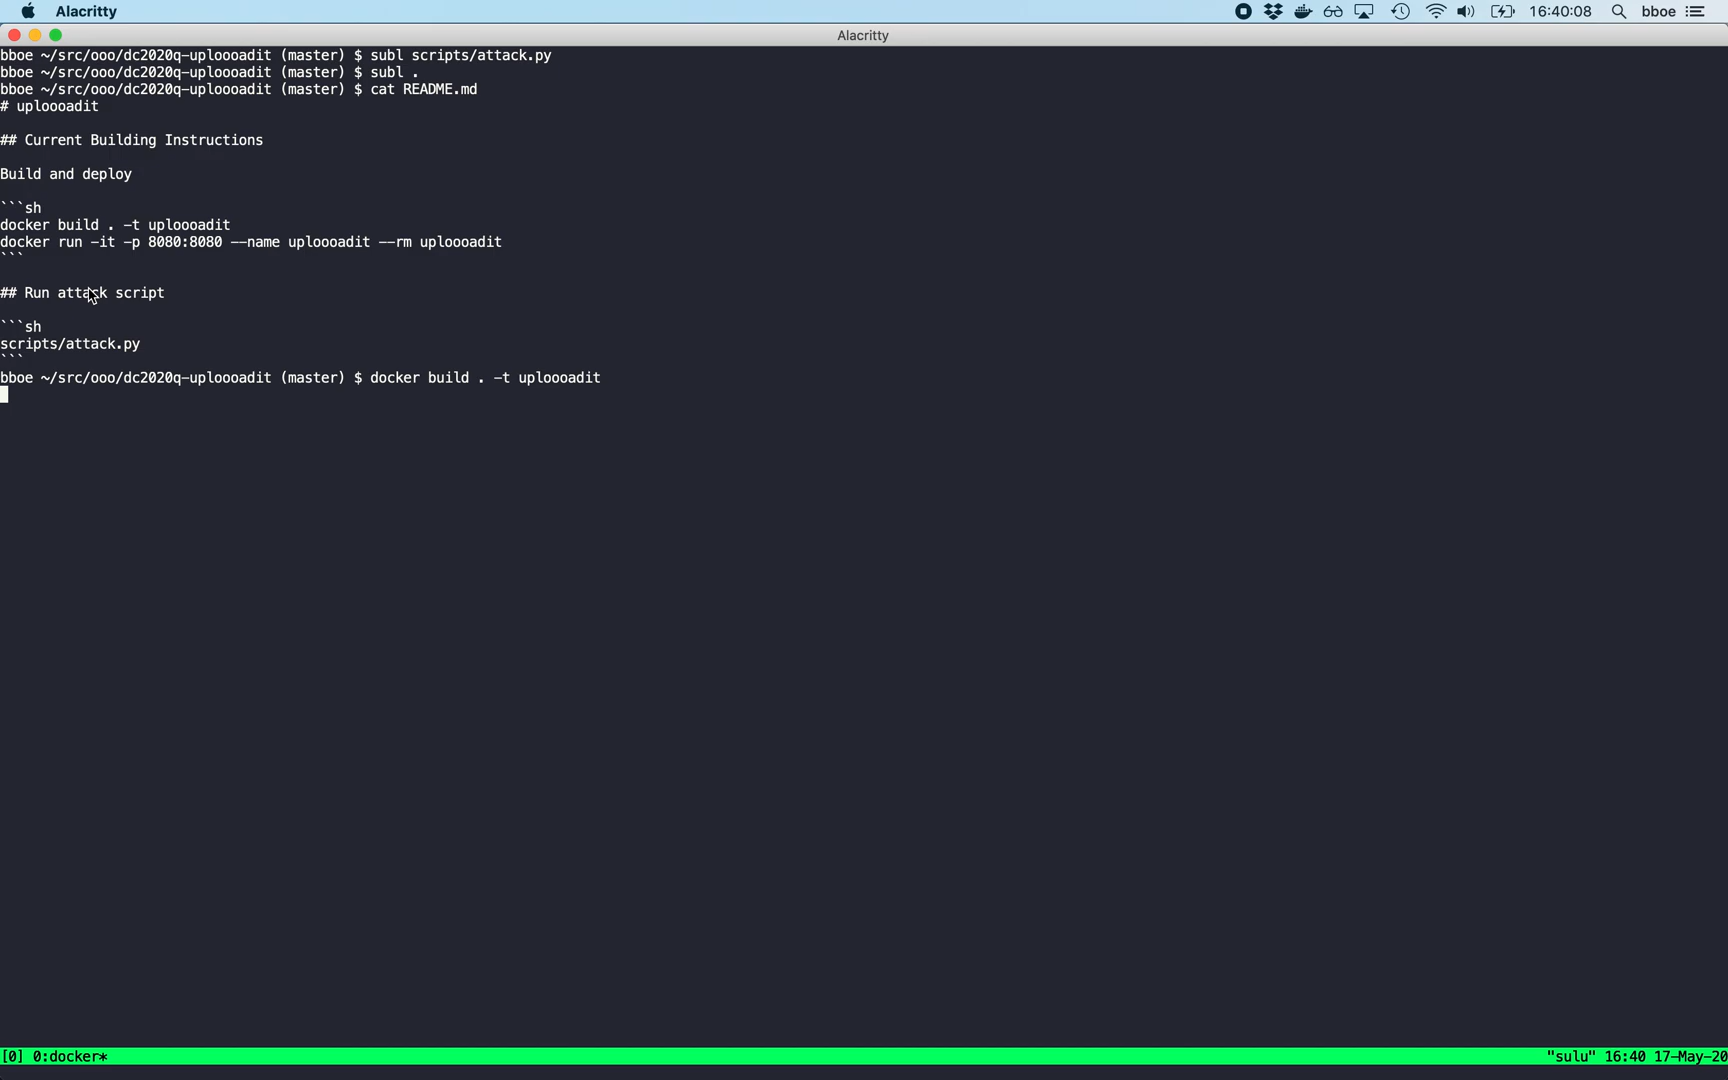 Alacritty
16:40:08
bboe
Alacritty
bboe ~/src/ooo/dc2020q-uploooadit (master) $ subl scripts/attack.py
bboe ~/src/ooo/dc2020q-uploooadit (master) $ subl .
bboe ~/src/ooo/dc2020q-uploooadit (master) $ cat README.md
# uploooadit
## Current Building Instructions
Build and deploy
```sh
docker build . -t uploooadit
docker run -it -p 8080:8080 --name uploooadit --rm uploooadit
```
## Run attack script
```sh
scripts/attack.py
```
bboe ~/src/ooo/dc2020q-uploooadit (master) $ docker build . -t uploooadit
[0] 0:docker*
"sulu" 16:40 17-May-20